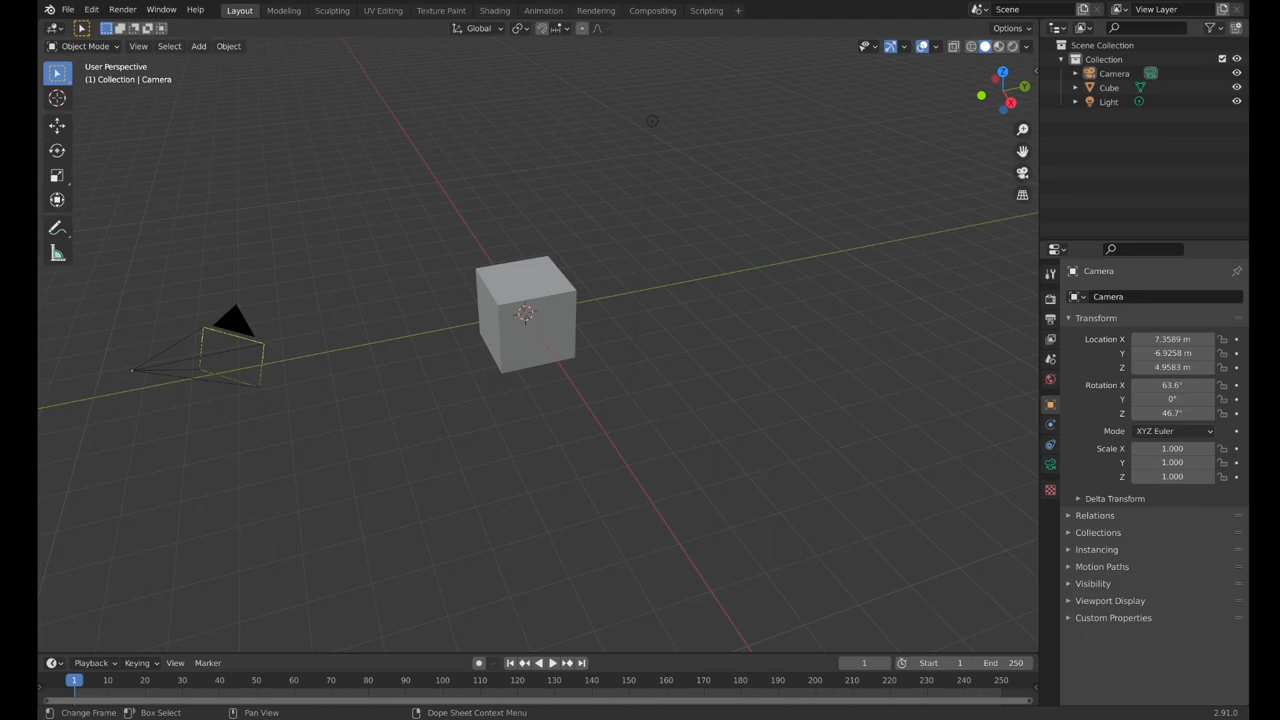 File Edit Render Window Help Layout Modeling Sculpting UV Editing Texture Paint Shading Animation Rendering Compositing Scripting + Scene View Layer
Global Options
Object Mode View Select Add Object
User Perspective
(1) Collection | Camera
Z
Y
X
Scene Collection
Collection
Camera
Cube
Light
Camera
Camera
Transform
Location X 7.3589 m
Y -6.9258 m
Z 4.9583 m
Rotation X 63.6°
Y 0°
Z 46.7°
Mode XYZ Euler
Scale X 1.000
Y 1.000
Z 1.000
Delta Transform
Relations
Collections
Instancing
Motion Paths
Visibility
Viewport Display
Custom Properties
Playback Keying View Marker 1 Start 1 End 250
1 10 20 30 40 50 60 70 80 90 100 110 120 130 140 150 160 170 180 190 200 210 220 230 240 250
Change Frame Box Select Pan View Dope Sheet Context Menu 2.91.0